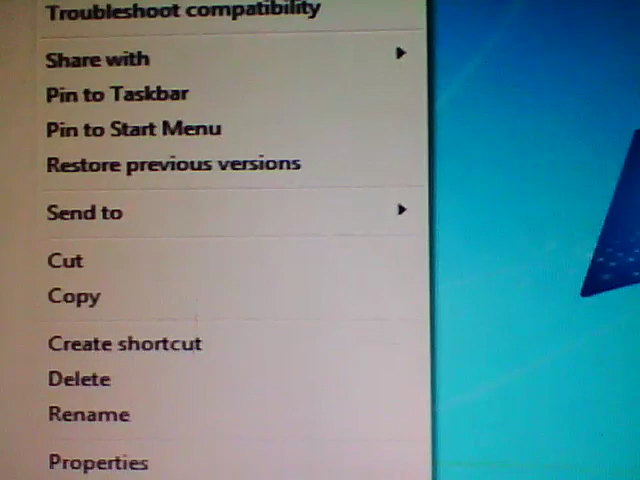 Troubleshoot compatibility
Share with
Pin to Taskbar
Pin to Start Menu
Restore previous versions
Send to
Cut
Copy
Create shortcut
Delete
Rename
Properties